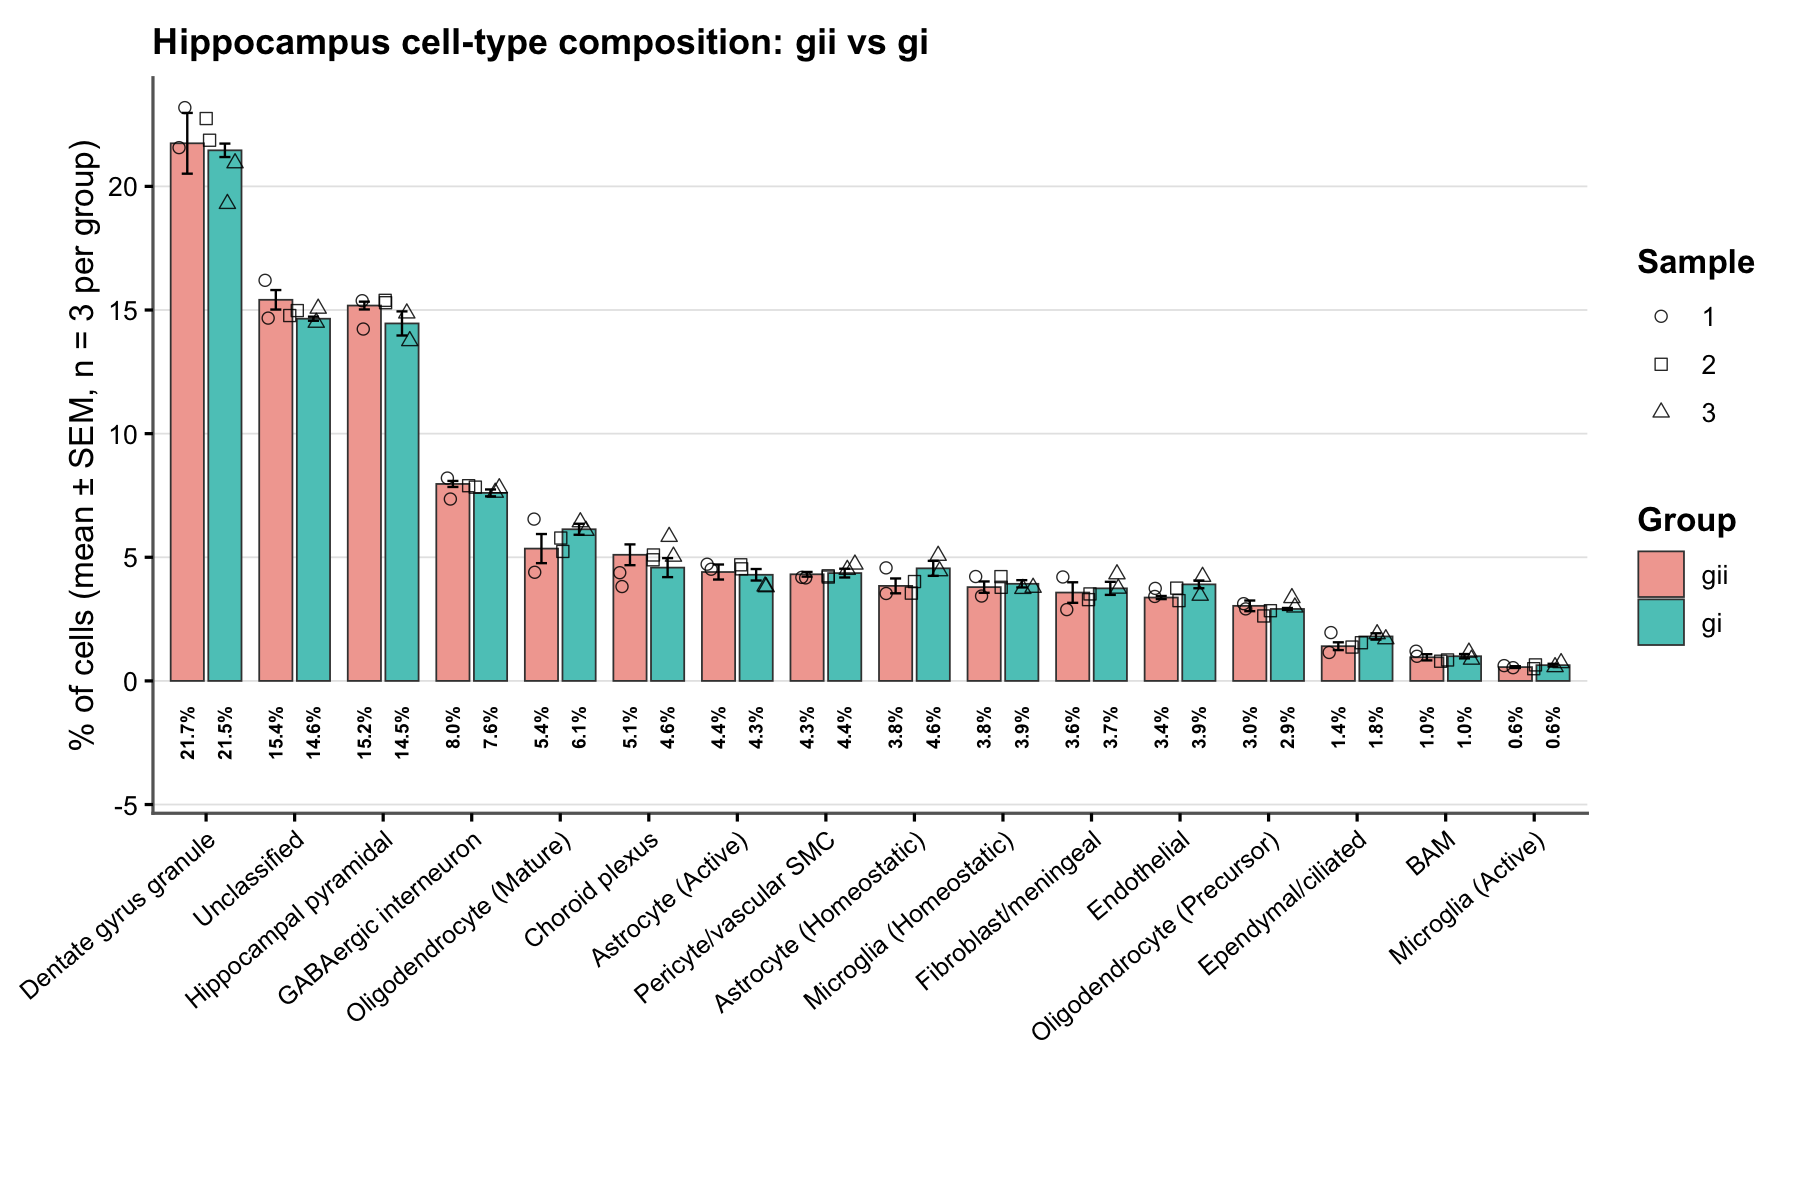 Hippocampus cell-type composition: gii vs gi
% of cells (mean ± SEM, n = 3 per group)
20
15
10
5
0
-5
21.7%
21.5%
15.4%
14.6%
15.2%
14.5%
8.0%
7.6%
5.4%
6.1%
5.1%
4.6%
4.4%
4.3%
4.3%
4.4%
3.8%
4.6%
3.8%
3.9%
3.6%
3.7%
3.4%
3.9%
3.0%
2.9%
1.4%
1.8%
1.0%
1.0%
0.6%
0.6%
Dentate gyrus granule
Unclassified
Hippocampal pyramidal
GABAergic interneuron
Oligodendrocyte (Mature)
Choroid plexus
Astrocyte (Active)
Pericyte/vascular SMC
Astrocyte (Homeostatic)
Microglia (Homeostatic)
Fibroblast/meningeal
Endothelial
Oligodendrocyte (Precursor)
Ependymal/ciliated
BAM
Microglia (Active)
Sample
1
2
3
Group
gii
gi